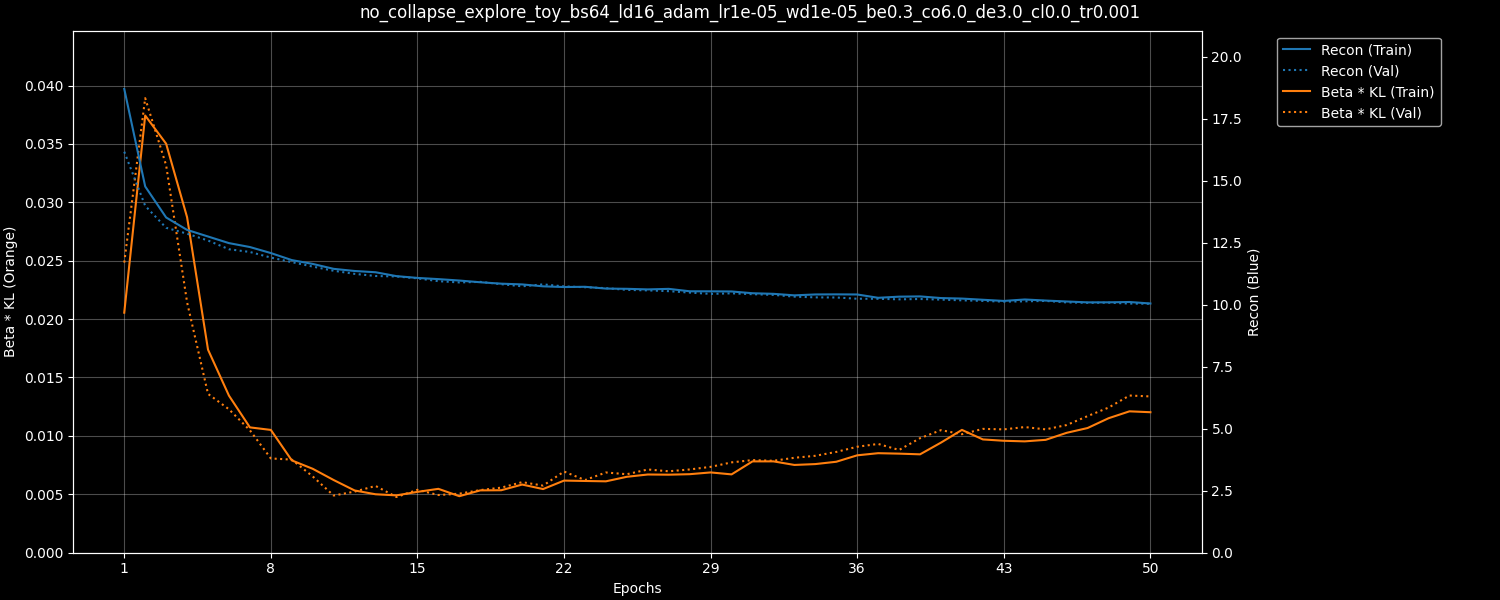 no_collapse_explore_toy_bs64_ld16_adam_lr1e-05_wd1e-05_be0.3_co6.0_de3.0_cl0.0_tr0.001
Recon (Train)
Recon (Val)
Beta * KL (Train)
Beta * KL (Val)
Beta * KL (Orange)
0.040
0.035
0.030
0.025
0.020
0.015
0.010
0.005
0.000
20.0
17.5
15.0
12.5
10.0
7.5
5.0
2.5
0.0
Recon (Blue)
1 8 15 22 29 36 43 50
Epochs